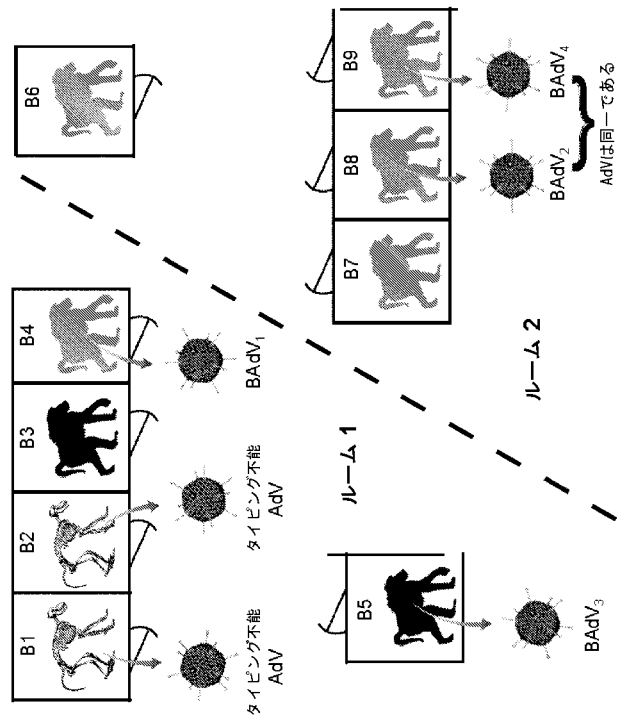 B1
B2
B3
B4
B6
タイピング不能
AdV
タイピング不能
AdV
BAdV₁
ルーム 1
ルーム 2
B5
BAdV₃
B7
B8
B9
BAdV₂
BAdV₄
AdVは同一である